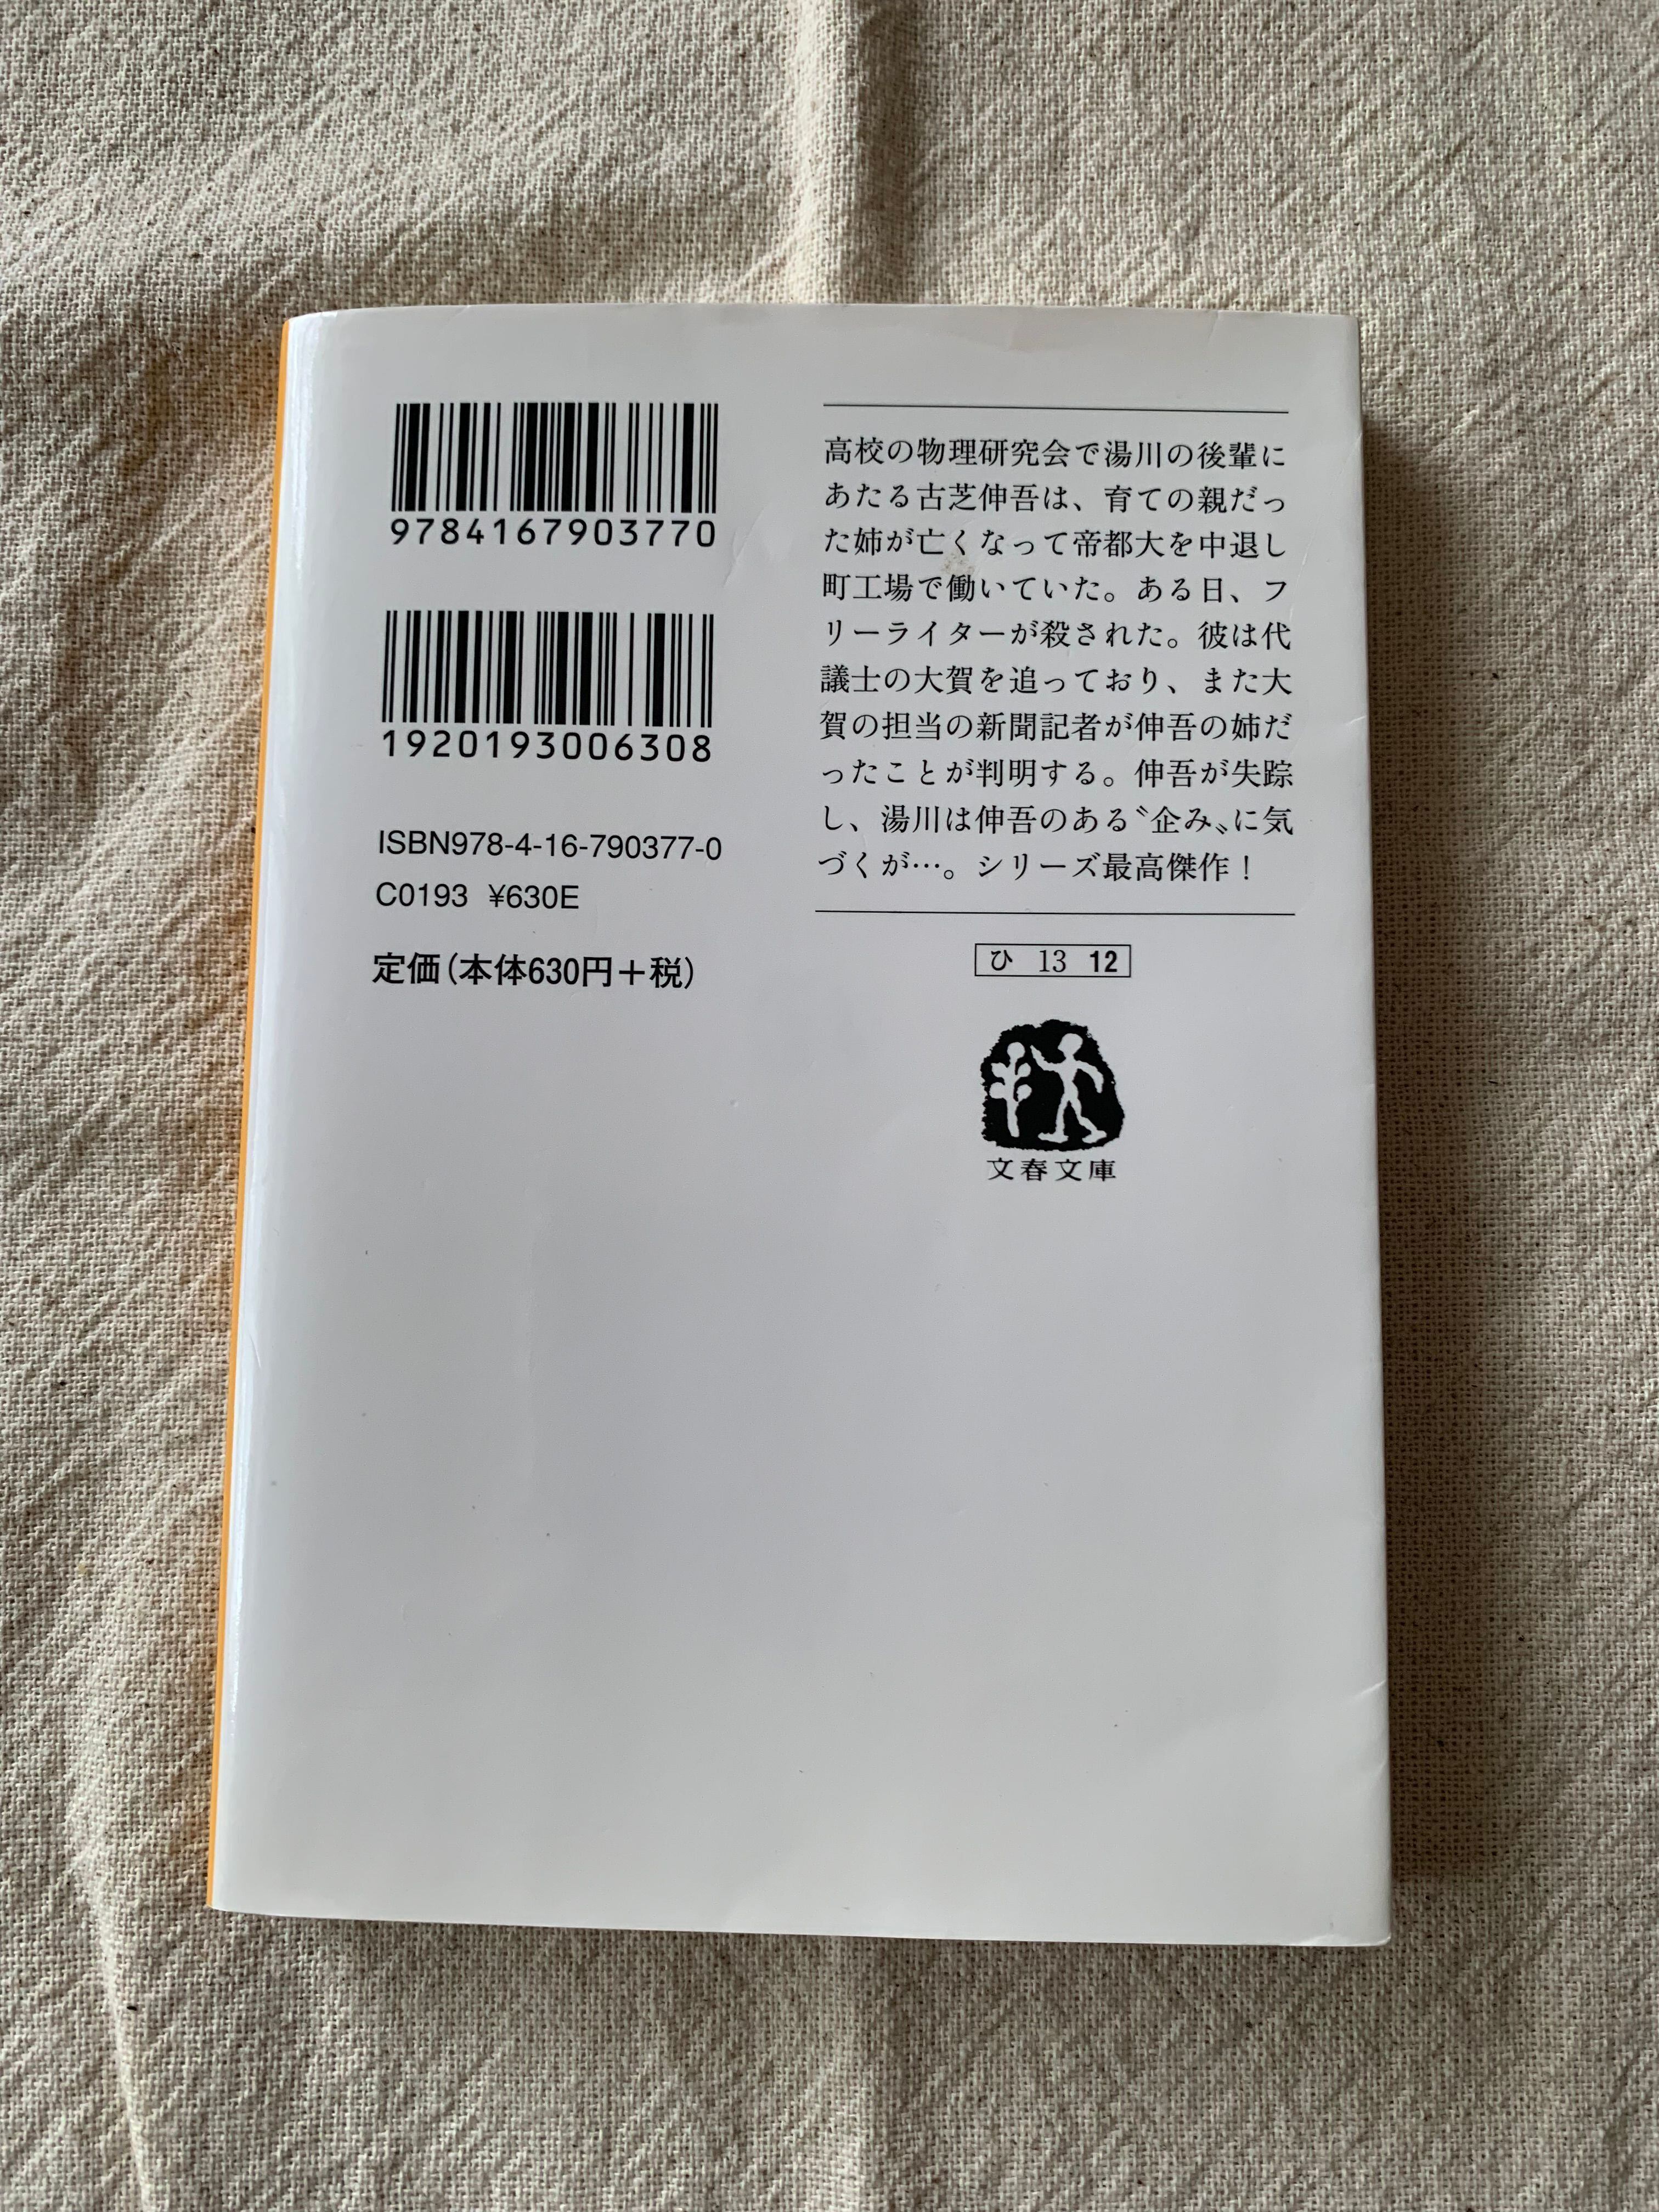 9784167903770
1920193006308
ISBN978-4-16-790377-0
C0193 ¥630E
定価(本体630円＋税)
高校の物理研究会で湯川の後輩に
あたる古芝伸吾は、育ての親だっ
た姉が亡くなって帝都大を中退し
町工場で働いていた。ある日、フ
リーライターが殺された。彼は代
議士の大賀を追っており、また大
賀の担当の新聞記者が伸吾の姉だ
ったことが判明する。伸吾が失踪
し、湯川は伸吾のある〝企み〟に気
づくが…。シリーズ最高傑作！
ひ 13 12
文春文庫